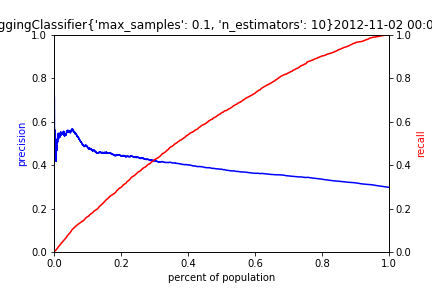 ggingClassifier{'max_samples': 0.1, 'n_estimators': 10}2012-11-02 00:0
1.0 1.0
0.8 0.8
0.6 0.6
precision recall
0.4 0.4
0.2 0.2
0.0 0.0
0.0 0.2 0.4 0.6 0.8 1.0
percent of population